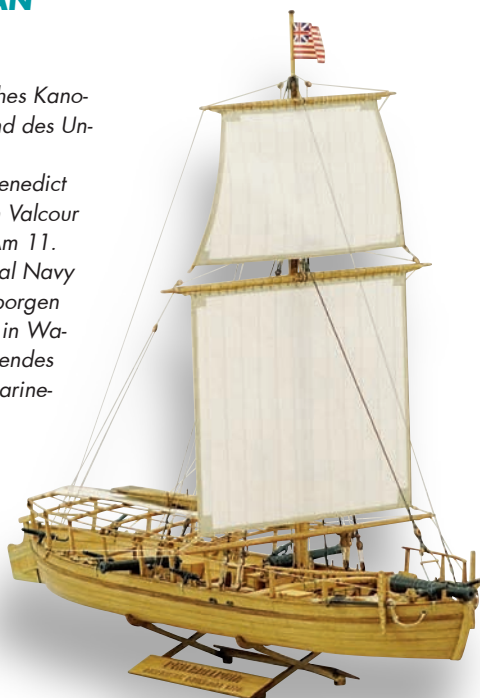 AN
hes Kano-
nd des Un-
enedict
Valcour
m 11.
al Navy
borgen
in Wa-
endes
arine-
PHILADELPHIA